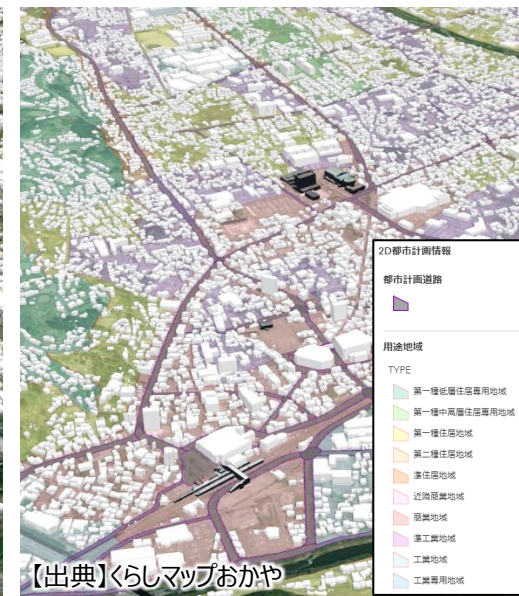 2D都市計画情報
都市計画道路
用途地域
TYPE
第一種低層住居専用地域
第一種中高層住居専用地域
第一種住居地域
第二種住居地域
準住居地域
近隣商業地域
商業地域
準工業地域
工業地域
工業専用地域
【出典】くらしマップおかや